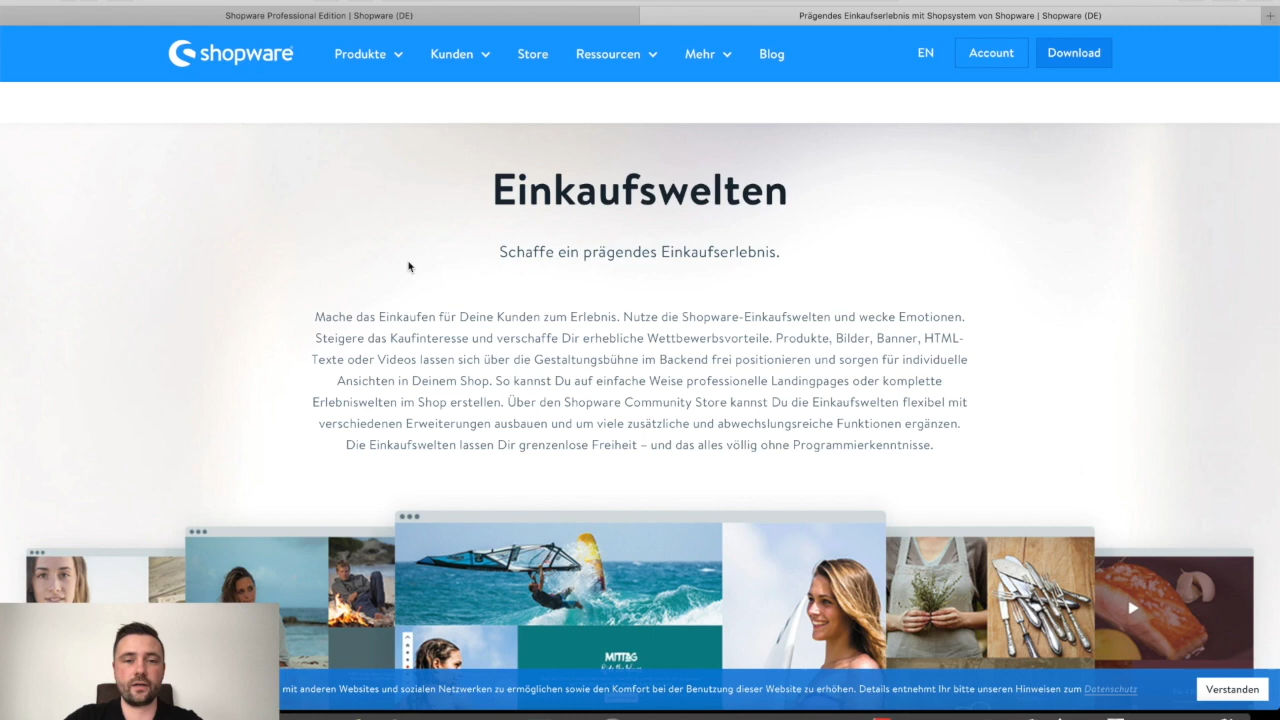 Shopware Professional Edition | Shopware (DE)
Prägendes Einkaufserlebnis mit Shopsystem von Shopware | Shopware (DE)
shopware
Produkte
Kunden
Store
Ressourcen
Mehr
Blog
EN
Account
Download
Einkaufswelten
Schaffe ein prägendes Einkaufserlebnis.
Mache das Einkaufen für Deine Kunden zum Erlebnis. Nutze die Shopware-Einkaufswelten und wecke Emotionen.
Steigere das Kaufinteresse und verschaffe Dir erhebliche Wettbewerbsvorteile. Produkte, Bilder, Banner, HTML-
Texte oder Videos lassen sich über die Gestaltungsbühne im Backend frei positionieren und sorgen für individuelle
Ansichten in Deinem Shop. So kannst Du auf einfache Weise professionelle Landingpages oder komplette
Erlebniswelten im Shop erstellen. Über den Shopware Community Store kannst Du die Einkaufswelten flexibel mit
verschiedenen Erweiterungen ausbauen und um viele zusätzliche und abwechslungsreiche Funktionen ergänzen.
Die Einkaufswelten lassen Dir grenzenlose Freiheit – und das alles völlig ohne Programmierkenntnisse.
mit anderen Websites und sozialen Netzwerken zu ermöglichen sowie den Komfort bei der Benutzung dieser Website zu erhöhen. Details entnehmt Ihr bitte unseren Hinweisen zum Datenschutz
Verstanden